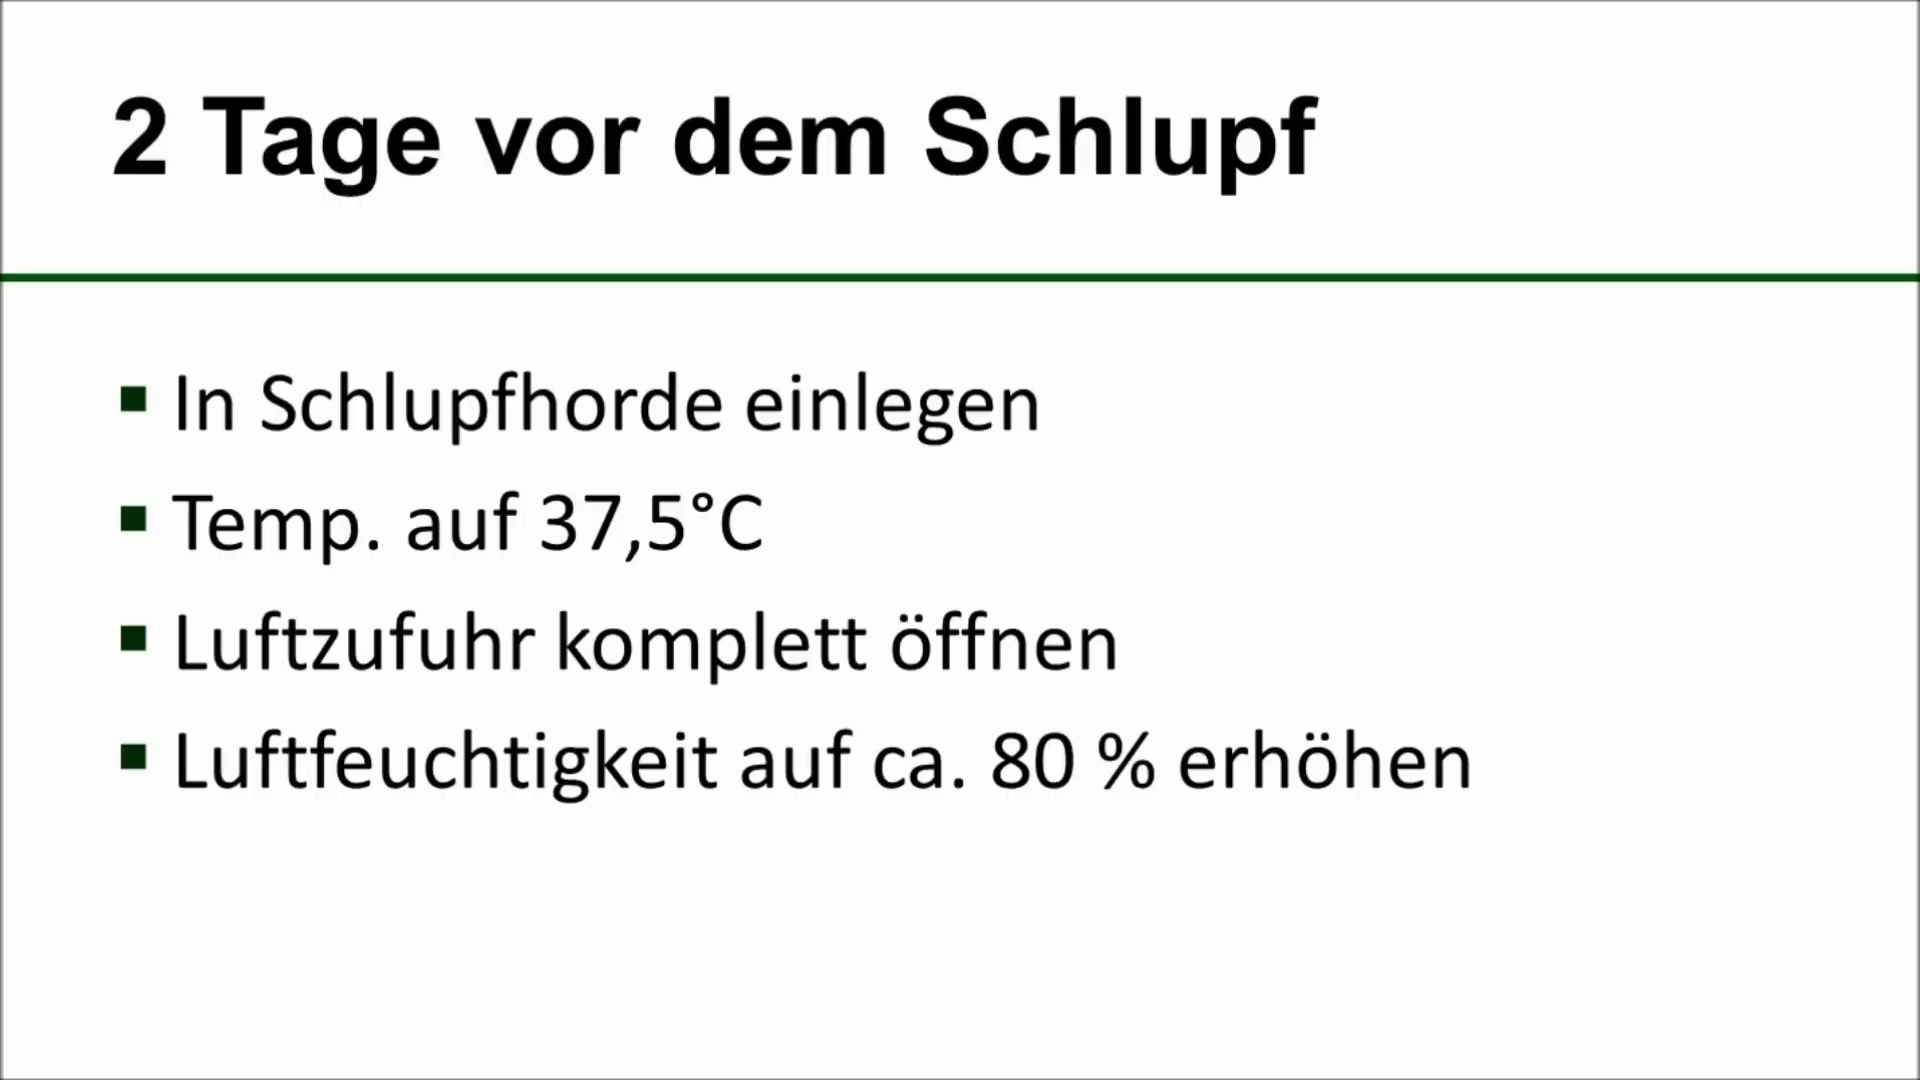 2 Tage vor dem Schlupf
▪ In Schlupfhorde einlegen
▪ Temp. auf 37,5°C
▪ Luftzufuhr komplett öffnen
▪ Luftfeuchtigkeit auf ca. 80 % erhöhen